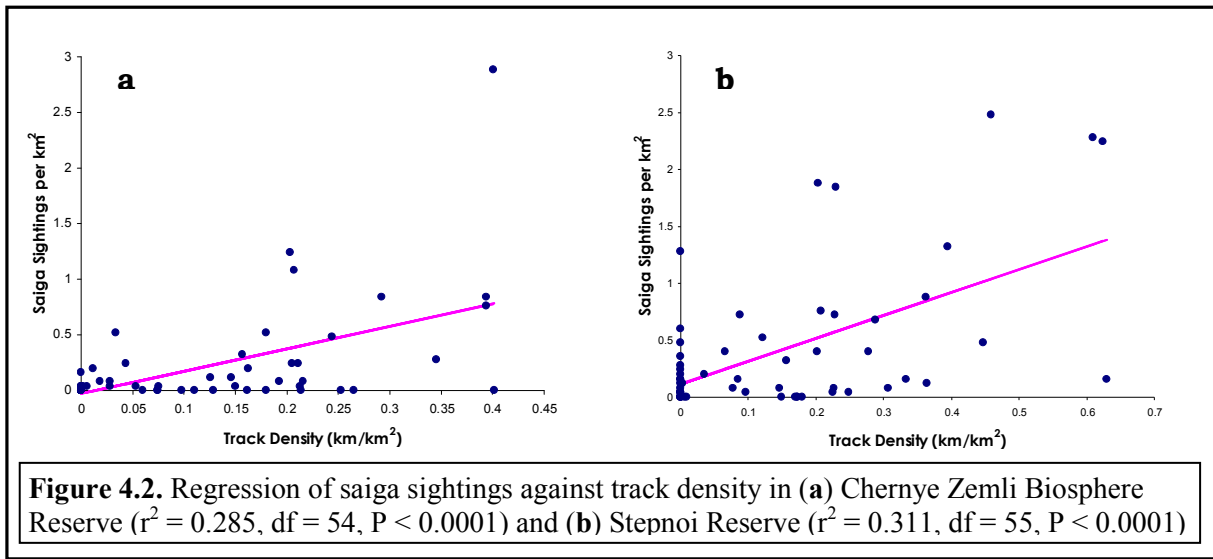 a
3
2.5
2
1.5
1
0.5
0
Saiga Sightings per km²
0 0.05 0.1 0.15 0.2 0.25 0.3 0.35 0.4 0.45
Track Density (km/km²)
b
3
2.5
2
1.5
1
0.5
0
Saiga Sightings per km²
0 0.1 0.2 0.3 0.4 0.5 0.6 0.7
Track Density (km/km²)
Figure 4.2. Regression of saiga sightings against track density in (a) Chernye Zemli Biosphere
Reserve (r² = 0.285, df = 54, P < 0.0001) and (b) Stepnoi Reserve (r² = 0.311, df = 55, P < 0.0001)